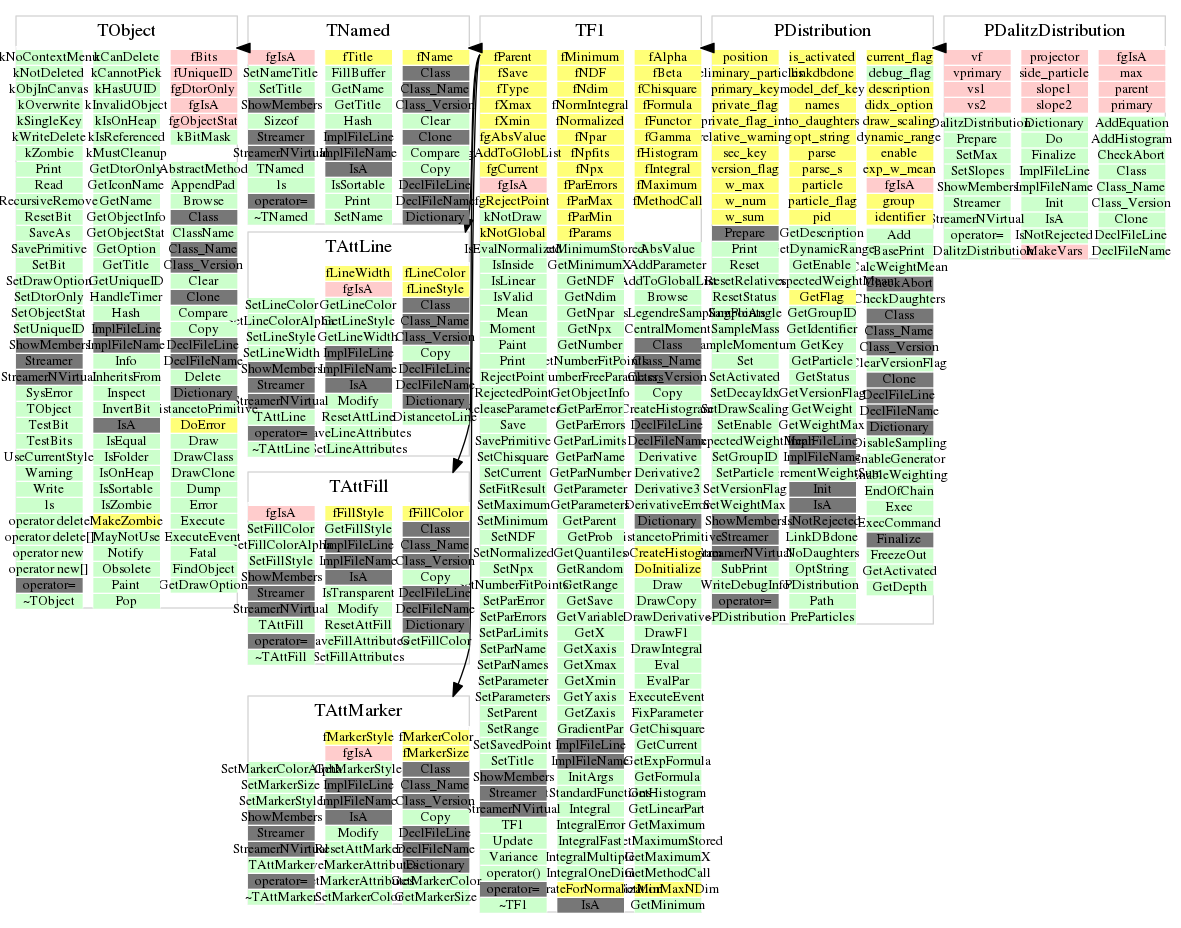 TObject
kNoContextMenu
kNotDeleted
kObjInCanvas
kOverwrite
kSingleKey
kWriteDelete
kZombie
Print
Read
RecursiveRemove
ResetBit
SaveAs
SavePrimitive
SetBit
SetDrawOption
SetDtorOnly
SetObjectStat
SetUniqueID
ShowMembers
Streamer
StreamerNVirtual
SysError
TObject
TestBit
TestBits
UseCurrentStyle
Warning
Write
ls
operator delete
operator delete[]
operator new
operator new[]
operator=
~TObject
kCanDelete
kCannotPick
kHasUUID
kInvalidObject
kIsOnHeap
kIsReferenced
kMustCleanup
GetDtorOnly
GetIconName
GetName
GetObjectInfo
GetOption
GetTitle
GetUniqueID
HandleTimer
Hash
ImplFileLine
ImplFileName
Info
InheritsFrom
Inspect
InvertBit
IsA
IsEqual
IsFolder
IsOnHeap
IsSortable
IsZombie
MakeZombie
MayNotUse
Notify
Obsolete
Paint
Pop
fBits
fUniqueID
fgDtorOnly
fgIsA
fgObjectStat
kBitMask
AbstractMethod
AppendPad
Browse
Class
ClassName
Class_Name
Class_Version
Clear
Clone
Compare
Copy
DeclFileLine
DeclFileName
Delete
Dictionary
DistancetoPrimitive
DoError
Draw
DrawClass
DrawClone
Dump
Error
Execute
ExecuteEvent
Fatal
FindObject
GetDrawOption
TNamed
fgIsA
SetNameTitle
SetTitle
ShowMembers
Sizeof
Streamer
StreamerNVirtual
TNamed
ls
operator=
~TNamed
fTitle
FillBuffer
GetName
GetTitle
Hash
ImplFileLine
ImplFileName
IsA
IsSortable
Print
SetName
fName
Class
Class_Name
Class_Version
Clear
Clone
Compare
Copy
DeclFileLine
DeclFileName
Dictionary
TAttLine
SetLineColor
SetLineColorAlpha
SetLineStyle
SetLineWidth
ShowMembers
Streamer
StreamerNVirtual
TAttLine
operator=
~TAttLine
fLineWidth
fgIsA
GetLineColor
GetLineStyle
GetLineWidth
ImplFileLine
ImplFileName
IsA
Modify
ResetAttLine
SaveLineAttributes
SetLineAttributes
fLineColor
fLineStyle
Class
Class_Name
Class_Version
Copy
DeclFileLine
DeclFileName
Dictionary
DistancetoLine
TAttFill
fgIsA
SetFillColor
SetFillColorAlpha
SetFillStyle
ShowMembers
Streamer
StreamerNVirtual
TAttFill
operator=
~TAttFill
fFillStyle
GetFillStyle
ImplFileLine
ImplFileName
IsA
IsTransparent
Modify
ResetAttFill
SaveFillAttributes
SetFillAttributes
fFillColor
Class
Class_Name
Class_Version
Copy
DeclFileLine
DeclFileName
Dictionary
GetFillColor
TAttMarker
SetMarkerColorAlpha
SetMarkerSize
SetMarkerStyle
ShowMembers
Streamer
StreamerNVirtual
TAttMarker
operator=
~TAttMarker
fMarkerStyle
fgIsA
GetMarkerStyle
ImplFileLine
ImplFileName
IsA
Modify
ResetAttMarker
SaveMarkerAttributes
SetMarkerAttributes
SetMarkerColor
fMarkerColor
fMarkerSize
Class
Class_Name
Class_Version
Copy
DeclFileLine
DeclFileName
Dictionary
GetMarkerColor
GetMarkerSize
TF1
fParent
fSave
fType
fXmax
fXmin
fgAbsValue
fgAddToGlobList
fgCurrent
fgIsA
fgRejectPoint
kNotDraw
kNotGlobal
IsEvalNormalized
IsInside
IsLinear
IsValid
Mean
Moment
Paint
Print
RejectPoint
RejectedPoint
ReleaseParameter
Save
SavePrimitive
SetChisquare
SetCurrent
SetFitResult
SetMaximum
SetMinimum
SetNDF
SetNormalized
SetNpx
SetNumberFitPoints
SetParError
SetParErrors
SetParLimits
SetParName
SetParNames
SetParameter
SetParameters
SetParent
SetRange
SetSavedPoint
SetTitle
ShowMembers
Streamer
StreamerNVirtual
TF1
Update
Variance
operator()
operator=
~TF1
fMinimum
fNDF
fNdim
fNormIntegral
fNormalized
fNpar
fNpfits
fNpx
fParErrors
fParMax
fParMin
fParams
GetMinimumStored
GetMinimumX
GetNDF
GetNdim
GetNpar
GetNpx
GetNumber
GetNumberFitPoints
GetNumberFreeParameters
GetObjectInfo
GetParError
GetParErrors
GetParLimits
GetParName
GetParNumber
GetParameter
GetParameters
GetParent
GetProb
GetQuantiles
GetRandom
GetRange
GetSave
GetVariable
GetX
GetXaxis
GetXmax
GetXmin
GetYaxis
GetZaxis
GradientPar
ImplFileLine
ImplFileName
InitArgs
InitStandardFunctions
Integral
IntegralError
IntegralFast
IntegralMultiple
IntegralOneDim
IsA
fAlpha
fBeta
fChisquare
fFormula
fFunctor
fGamma
fHistogram
fIntegral
fMaximum
fMethodCall
AbsValue
AddParameter
AddToGlobalList
Browse
CalcGaussLegendreSamplingPoints
CentralMoment
Class
Class_Name
Class_Version
Copy
CreateHistogram
DeclFileLine
DeclFileName
Derivative
Derivative2
Derivative3
DerivativeError
Dictionary
DistancetoPrimitive
DoCreateHistogram
DoInitialize
Draw
DrawCopy
DrawDerivative
DrawF1
DrawIntegral
Eval
EvalPar
ExecuteEvent
FixParameter
GetChisquare
GetCurrent
GetExpFormula
GetFormula
GetHistogram
GetLinearPart
GetMaximum
GetMaximumStored
GetMaximumX
GetMethodCall
GetMinMaxNDim
GetMinimum
PDistribution
position
primary_key
private_flag
relative_warning
sec_key
version_flag
w_max
w_num
w_sum
Prepare
Print
Reset
ResetStatus
SampleAngle
SampleMass
SampleMomentum
Set
SetActivated
SetDecayIdx
SetDrawScaling
SetEnable
SetExpectedWeightMean
SetGroupID
SetParticle
SetVersionFlag
SetWeightMax
ShowMembers
Streamer
StreamerNVirtual
SubPrint
WriteDebugInfo
operator=
~PDistribution
is_activated
linkdbdone
model_def_key
names
no_daughters
opt_string
parse
parse_s
particle
particle_flag
pid
GetDescription
GetDynamicRange
GetEnable
GetExpectedWeightMean
GetFlag
GetGroupID
GetIdentifier
GetKey
GetParticle
GetStatus
GetVersionFlag
GetWeight
GetWeightMax
ImplFileLine
ImplFileName
IncrementWeightSum
Init
IsA
IsNotRejected
LinkDBdone
NoDaughters
OptString
PDistribution
Path
PreParticles
current_flag
debug_flag
description
didx_option
draw_scaling
dynamic_range
enable
exp_w_mean
fgIsA
group
identifier
Add
BasePrint
CalcWeightMean
CheckAbort
CheckDaughters
Class
Class_Name
Class_Version
ClearVersionFlag
Clone
DeclFileLine
DeclFileName
Dictionary
DisableSampling
EnableGenerator
EnableWeighting
EndOfChain
Exec
ExecCommand
Finalize
FreezeOut
GetActivated
GetDepth
PDalitzDistribution
vf
vprimary
vs1
vs2
PDalitzDistribution
Prepare
SetMax
SetSlopes
ShowMembers
Streamer
StreamerNVirtual
operator=
~PDalitzDistribution
projector
side_particle
slope1
slope2
Dictionary
Do
Finalize
ImplFileLine
ImplFileName
Init
IsA
IsNotRejected
MakeVars
fgIsA
max
parent
primary
AddEquation
AddHistogram
CheckAbort
Class
Class_Name
Class_Version
Clone
DeclFileLine
DeclFileName